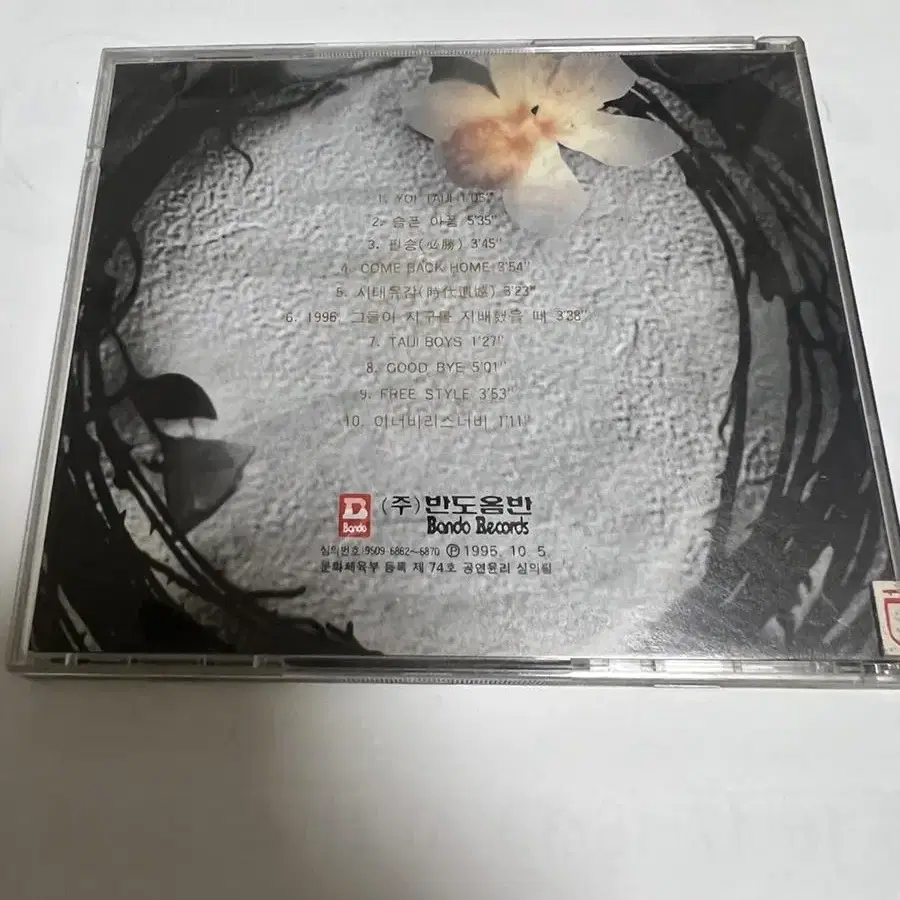 1. YO! TAIJI 1'05"
2. 슬픈 아픔 5'35"
3. 필승(必勝) 3'45"
4. COME BACK HOME 3'54"
5. 시대유감(時代遺憾) 3'23"
6. 1996, 그들이 지구를 지배했을 때 3'38"
7. TAIJI BOYS 1'27"
8. GOOD BYE 5'01"
9. FREE STYLE 3'53"
10. 이너비리스너비 1'11"
B
Bando
(주)반도음반
Bando Records
심의번호:9509-6862~6870 ℗ 1995. 10. 5.
문화체육부 등록 제 74호 공연윤리 심의필